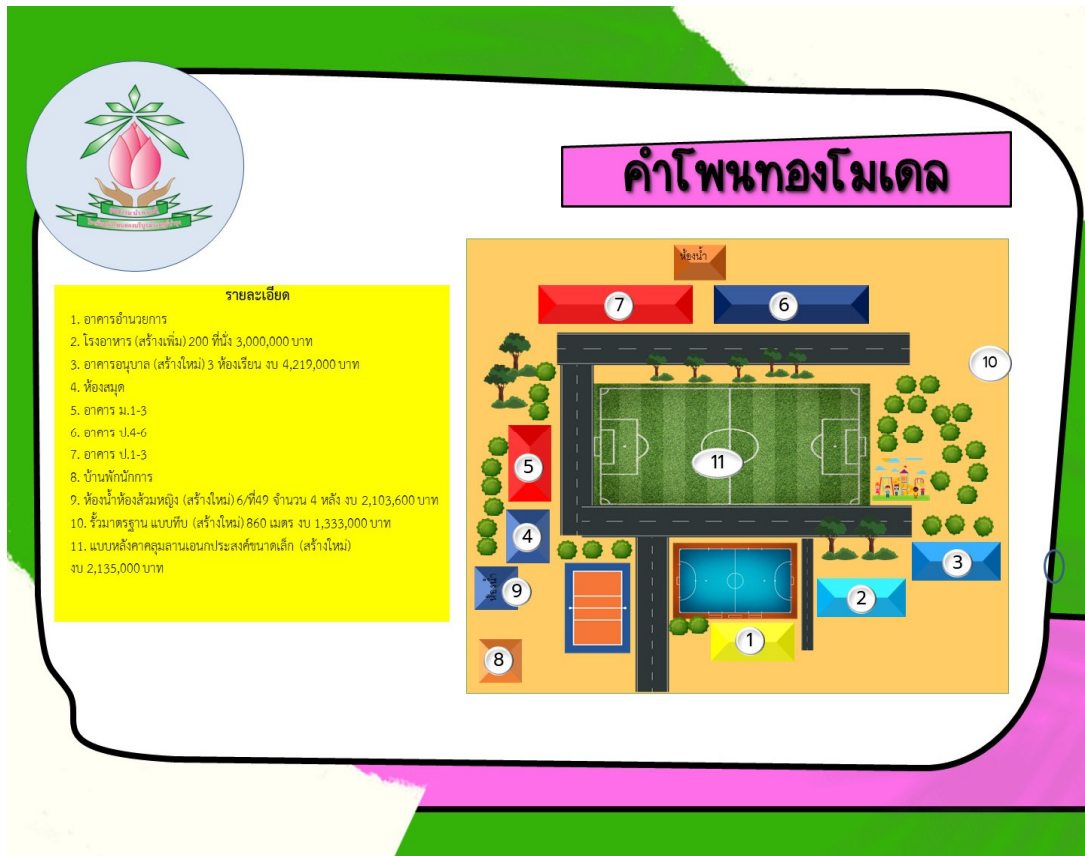 คำโพนทองโมเดล
รายละเอียด
1. อาคารอำนวยการ
2. โรงอาหาร (สร้างเพิ่ม) 200 ที่นั่ง 3,000,000 บาท
3. อาคารอนุบาล (สร้างใหม่) 3 ห้องเรียน งบ 4,219,000 บาท
4. ห้องสมุด
5. อาคาร ม.1-3
6. อาคาร ป.4-6
7. อาคาร ป.1-3
8. บ้านพักนักการ
9. ห้องน้ำห้องส้วมหญิง (สร้างใหม่) 6/ที่49 จำนวน 4 หลัง งบ 2,103,600 บาท
10. รั้วมาตรฐาน แบบทึบ (สร้างใหม่) 860 เมตร งบ 1,333,000 บาท
11. แบบหลังคาคลุมลานเอนกประสงค์ขนาดเล็ก (สร้างใหม่)
งบ 2,135,000 บาท
ห้องน้ำ
7
6
10
5
11
4
3
ห้องน้ำ
9
2
1
8